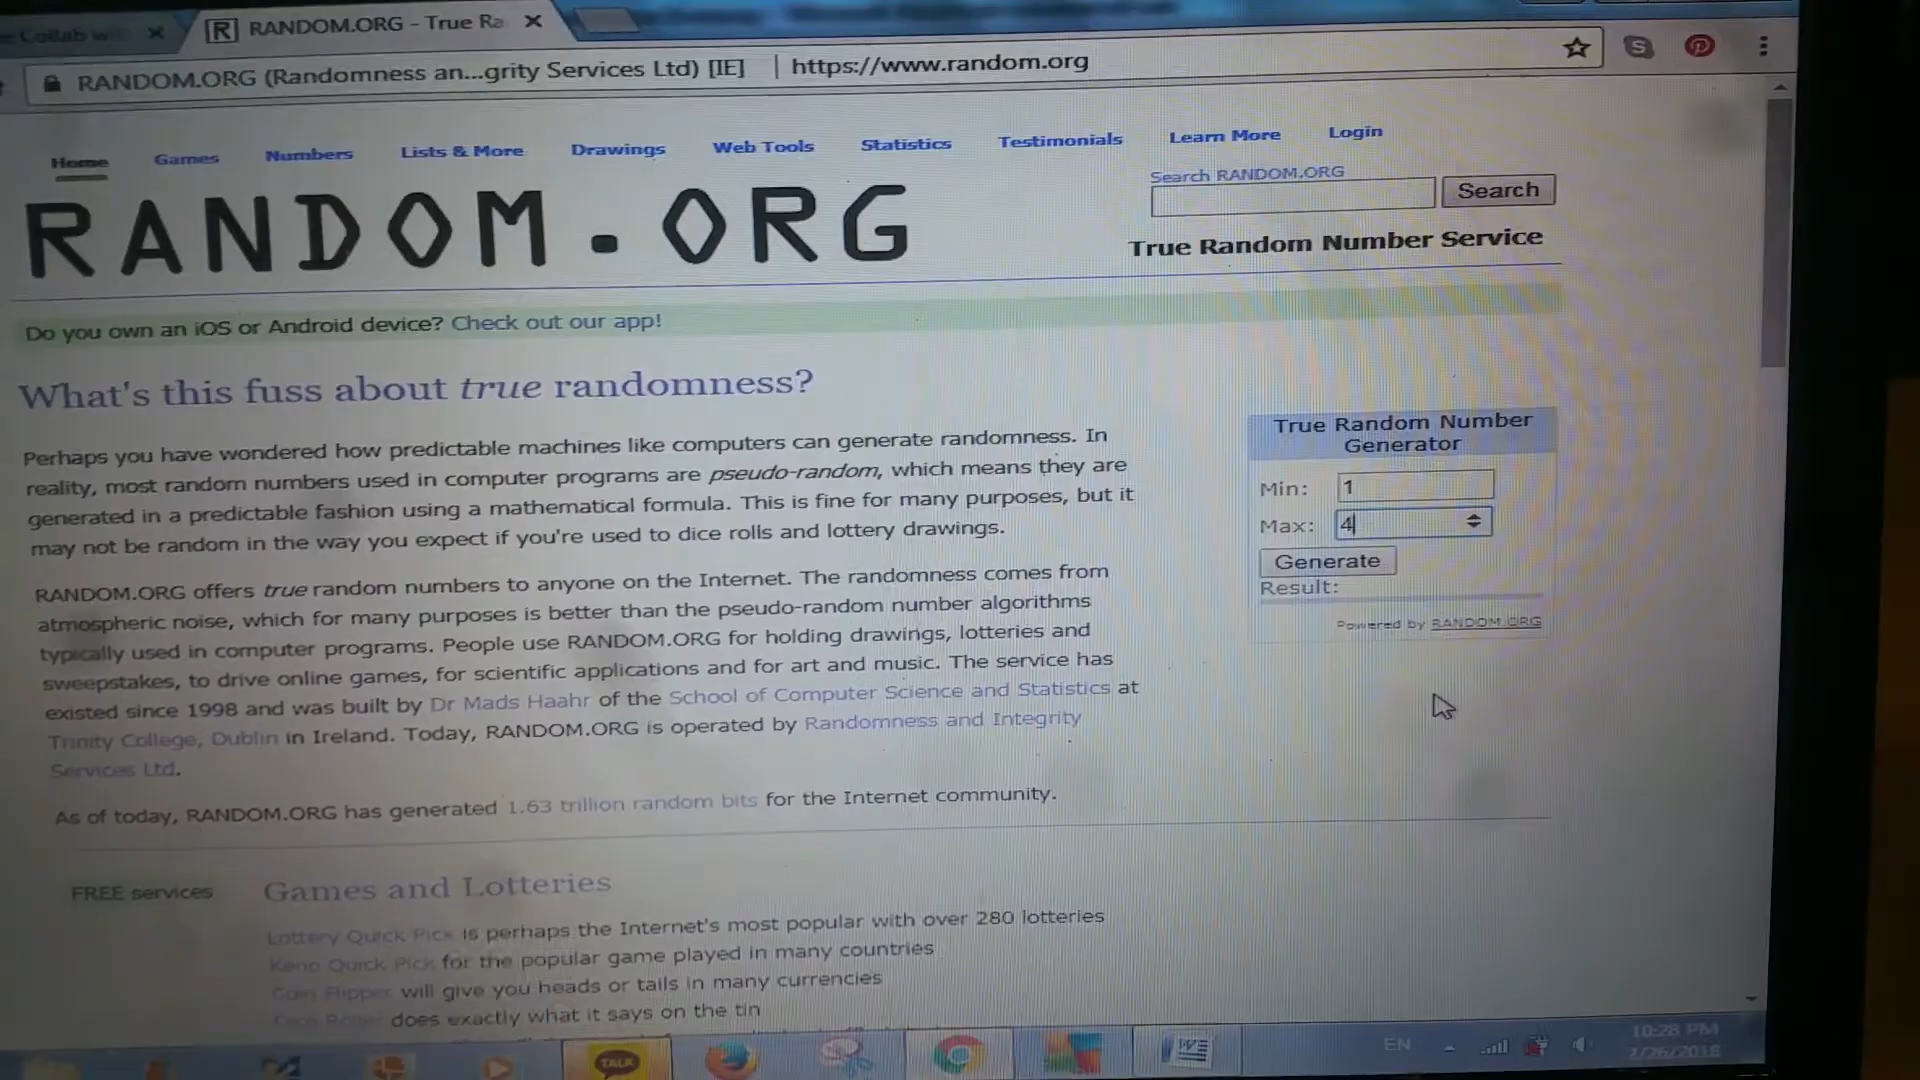 Collab wi
RANDOM.ORG - True Ra
RANDOM.ORG (Randomness an...grity Services Ltd) [IE] | https://www.random.org
Home Games Numbers Lists & More Drawings Web Tools Statistics Testimonials Learn More Login
Search RANDOM.ORG
Search
RANDOM.ORG
True Random Number Service
Do you own an iOS or Android device? Check out our app!
What's this fuss about true randomness?
Perhaps you have wondered how predictable machines like computers can generate randomness. In
reality, most random numbers used in computer programs are pseudo-random, which means they are
generated in a predictable fashion using a mathematical formula. This is fine for many purposes, but it
may not be random in the way you expect if you're used to dice rolls and lottery drawings.
RANDOM.ORG offers true random numbers to anyone on the Internet. The randomness comes from
atmospheric noise, which for many purposes is better than the pseudo-random number algorithms
typically used in computer programs. People use RANDOM.ORG for holding drawings, lotteries and
sweepstakes, to drive online games, for scientific applications and for art and music. The service has
existed since 1998 and was built by Dr Mads Haahr of the School of Computer Science and Statistics at
Trinity College, Dublin in Ireland. Today, RANDOM.ORG is operated by Randomness and Integrity
Services Ltd.
As of today, RANDOM.ORG has generated 1.63 trillion random bits for the Internet community.
True Random Number
Generator
Min: 1
Max: 4
Generate
Result:
Powered by RANDOM.ORG
FREE services
Games and Lotteries
Lottery Quick Pick is perhaps the Internet's most popular with over 280 lotteries
Keno Quick Pick for the popular game played in many countries
Coin Flipper will give you heads or tails in many currencies
Dice Roller does exactly what it says on the tin
TALK
EN
10:28 PM
2/26/2018